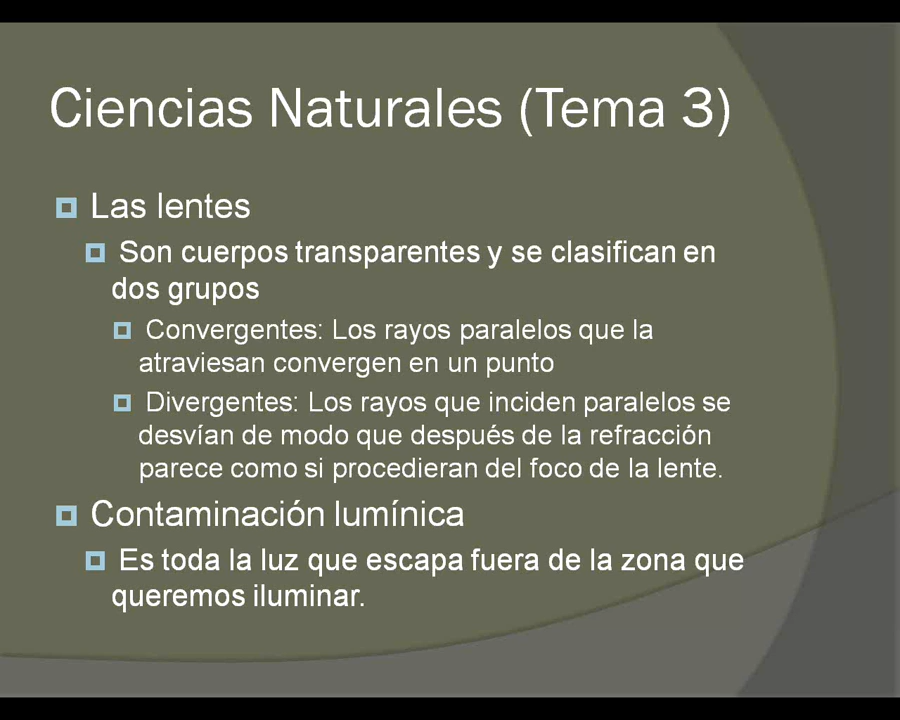 Ciencias Naturales (Tema 3)
Las lentes
Son cuerpos transparentes y se clasifican en
dos grupos
Convergentes: Los rayos paralelos que la
atraviesan convergen en un punto
Divergentes: Los rayos que inciden paralelos se
desvían de modo que después de la refracción
parece como si procedieran del foco de la lente.
Contaminación lumínica
Es toda la luz que escapa fuera de la zona que
queremos iluminar.